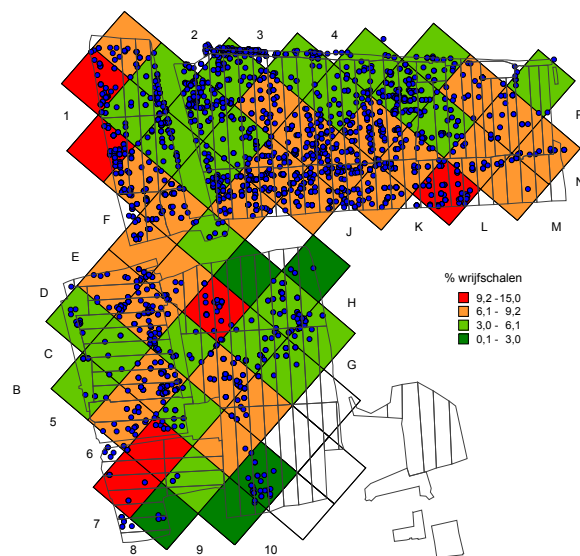 2 3 4
1
P
N
M
L
K
J
F
E
D
C
B
5
6
7
8
9
10
H
G
% wrijfschalen
9,2 -15,0
6,1 - 9,2
3,0 - 6,1
0,1 - 3,0